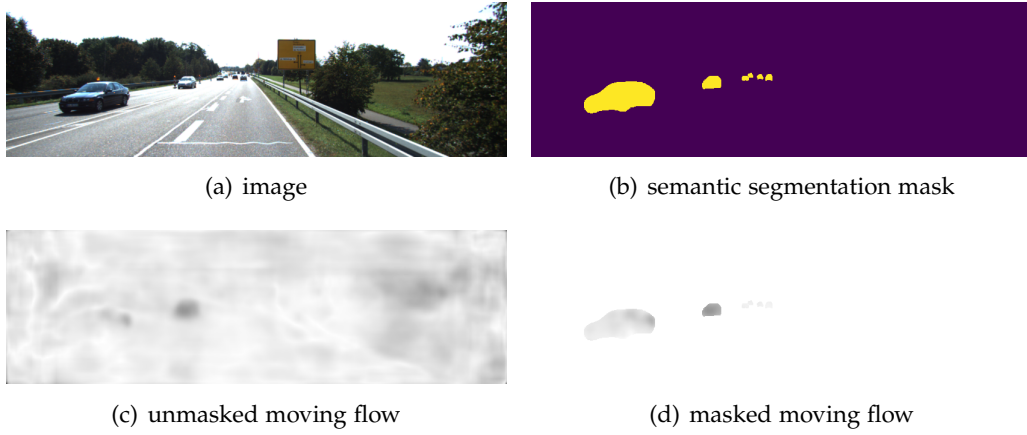 (a) image
(b) semantic segmentation mask
(c) unmasked moving flow
(d) masked moving flow